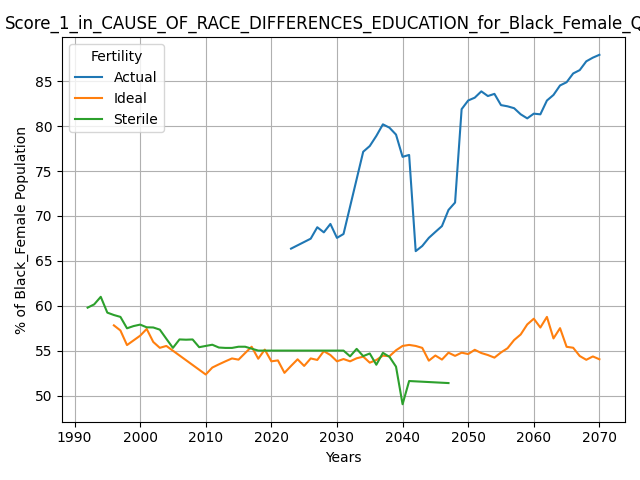 Score_1_in_CAUSE_OF_RACE_DIFFERENCES_EDUCATION_for_Black_Female_Q
Fertility
Actual
Ideal
Sterile
% of Black_Female Population
85
80
75
70
65
60
55
50
1990 2000 2010 2020 2030 2040 2050 2060 2070
Years